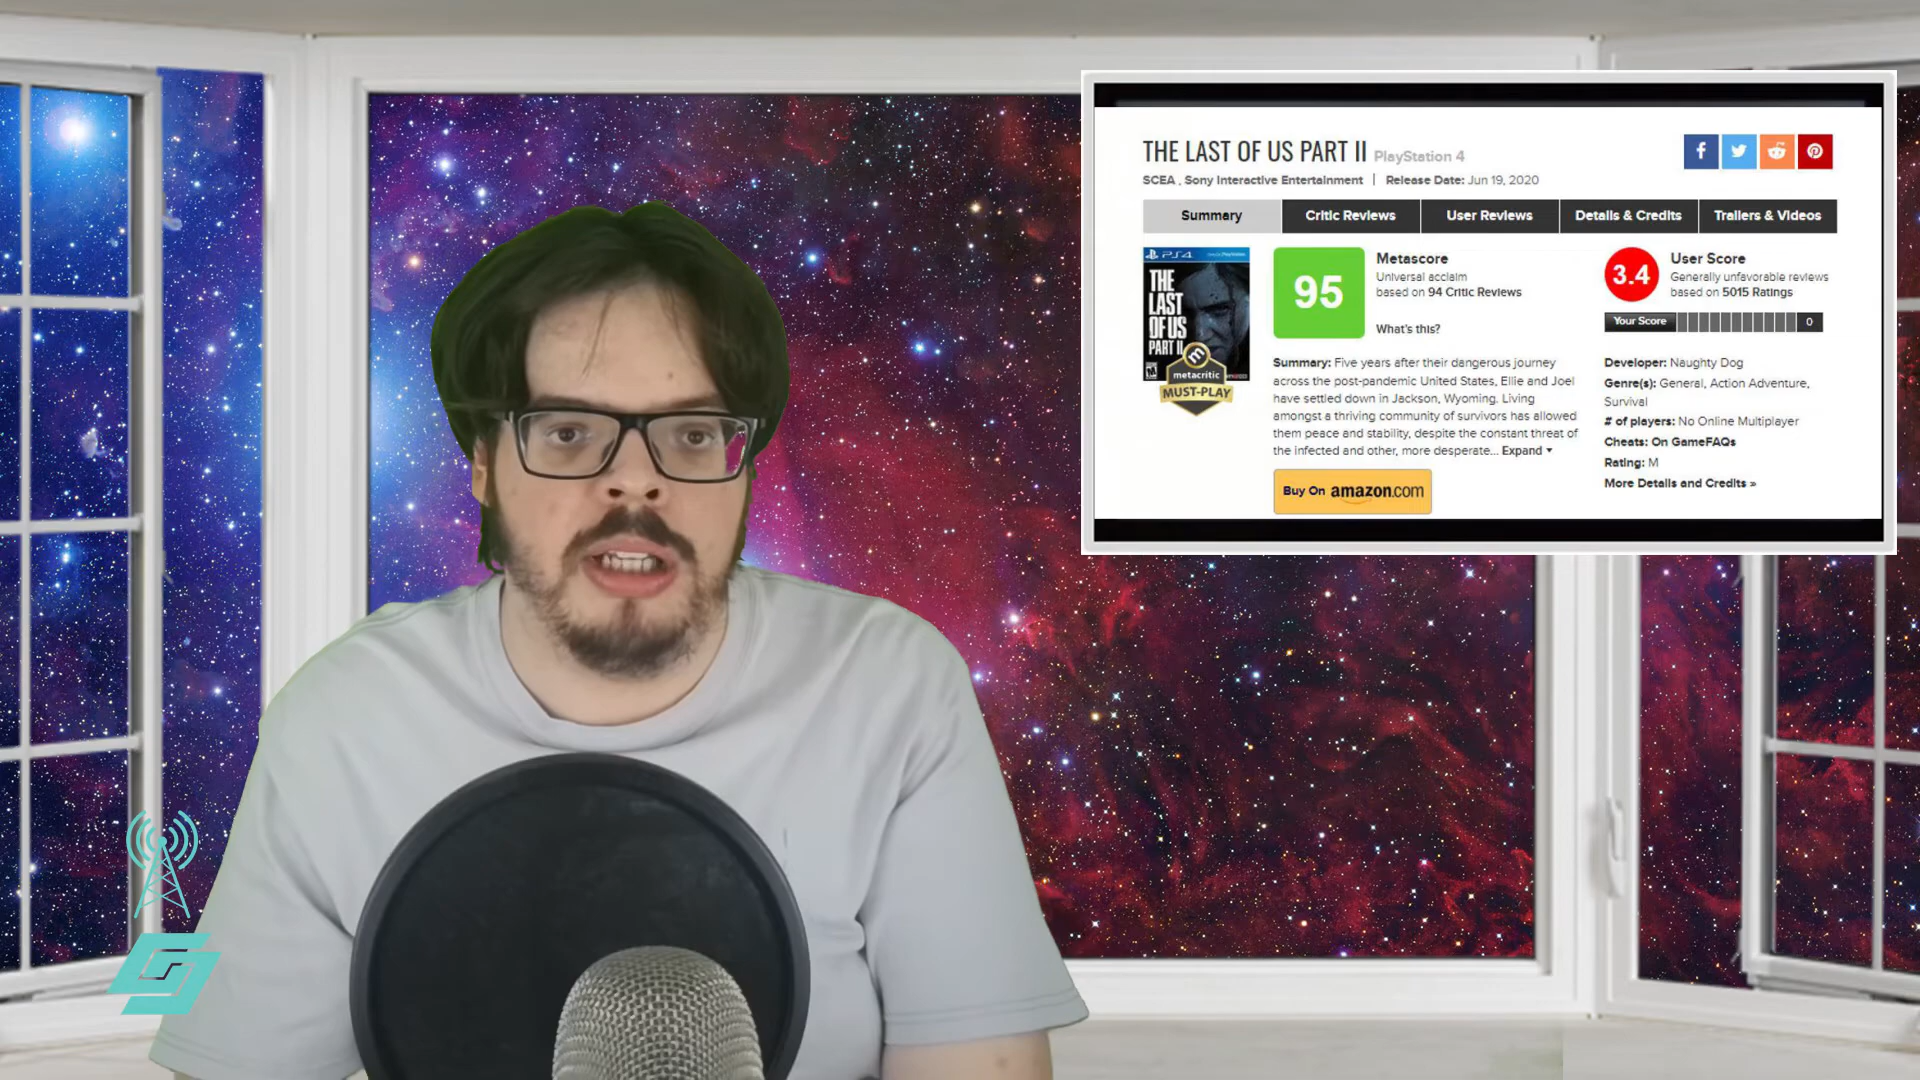 THE LAST OF US PART II PlayStation 4
SCEA , Sony Interactive Entertainment | Release Date: Jun 19, 2020
Summary Critic Reviews User Reviews Details & Credits Trailers & Videos
PS4
THE
LAST
OF US
PART II
metacritic
MUST-PLAY
95
Metascore
Universal acclaim
based on 94 Critic Reviews
What's this?
Summary: Five years after their dangerous journey
across the post-pandemic United States, Ellie and Joel
have settled down in Jackson, Wyoming. Living
amongst a thriving community of survivors has allowed
them peace and stability, despite the constant threat of
the infected and other, more desperate... Expand
Buy On amazon.com
3.4
User Score
Generally unfavorable reviews
based on 5015 Ratings
Your Score 0
Developer: Naughty Dog
Genre(s): General, Action Adventure,
Survival
# of players: No Online Multiplayer
Cheats: On GameFAQs
Rating: M
More Details and Credits »